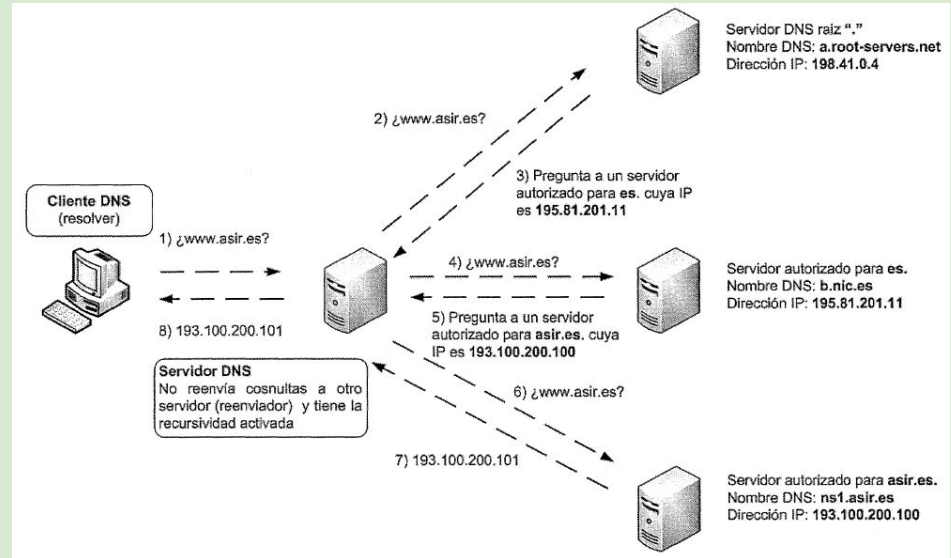 Servidor DNS raíz “.”
Nombre DNS: a.root-servers.net
Dirección IP: 198.41.0.4
2) ¿www.asir.es?
3) Pregunta a un servidor
autorizado para es. cuya IP
es 195.81.201.11
Cliente DNS
(resolver)
1) ¿www.asir.es?
8) 193.100.200.101
4) ¿www.asir.es?
5) Pregunta a un servidor
autorizado para asir.es. cuya
IP es 193.100.200.100
Servidor autorizado para es.
Nombre DNS: b.nic.es
Dirección IP: 195.81.201.11
Servidor DNS
No reenvía cosnultas a otro
servidor (reenviador) y tiene la
recursividad activada
6) ¿www.asir.es?
7) 193.100.200.101
Servidor autorizado para asir.es.
Nombre DNS: ns1.asir.es
Dirección IP: 193.100.200.100